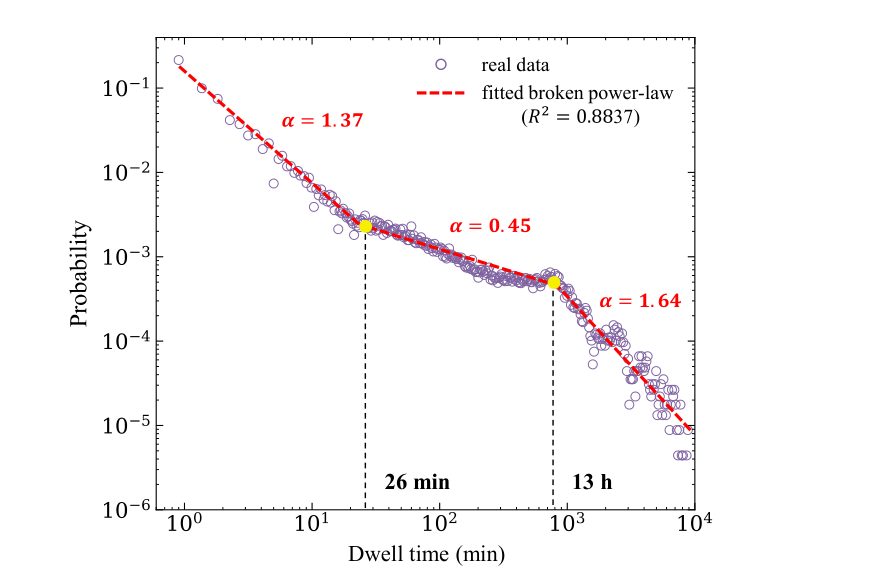 real data
fitted broken power-law
(R² = 0.8837)
α = 1.37
α = 0.45
α = 1.64
26 min
13 h
Probability
10⁻¹
10⁻²
10⁻³
10⁻⁴
10⁻⁵
10⁻⁶
10⁰ 10¹ 10² 10³ 10⁴
Dwell time (min)